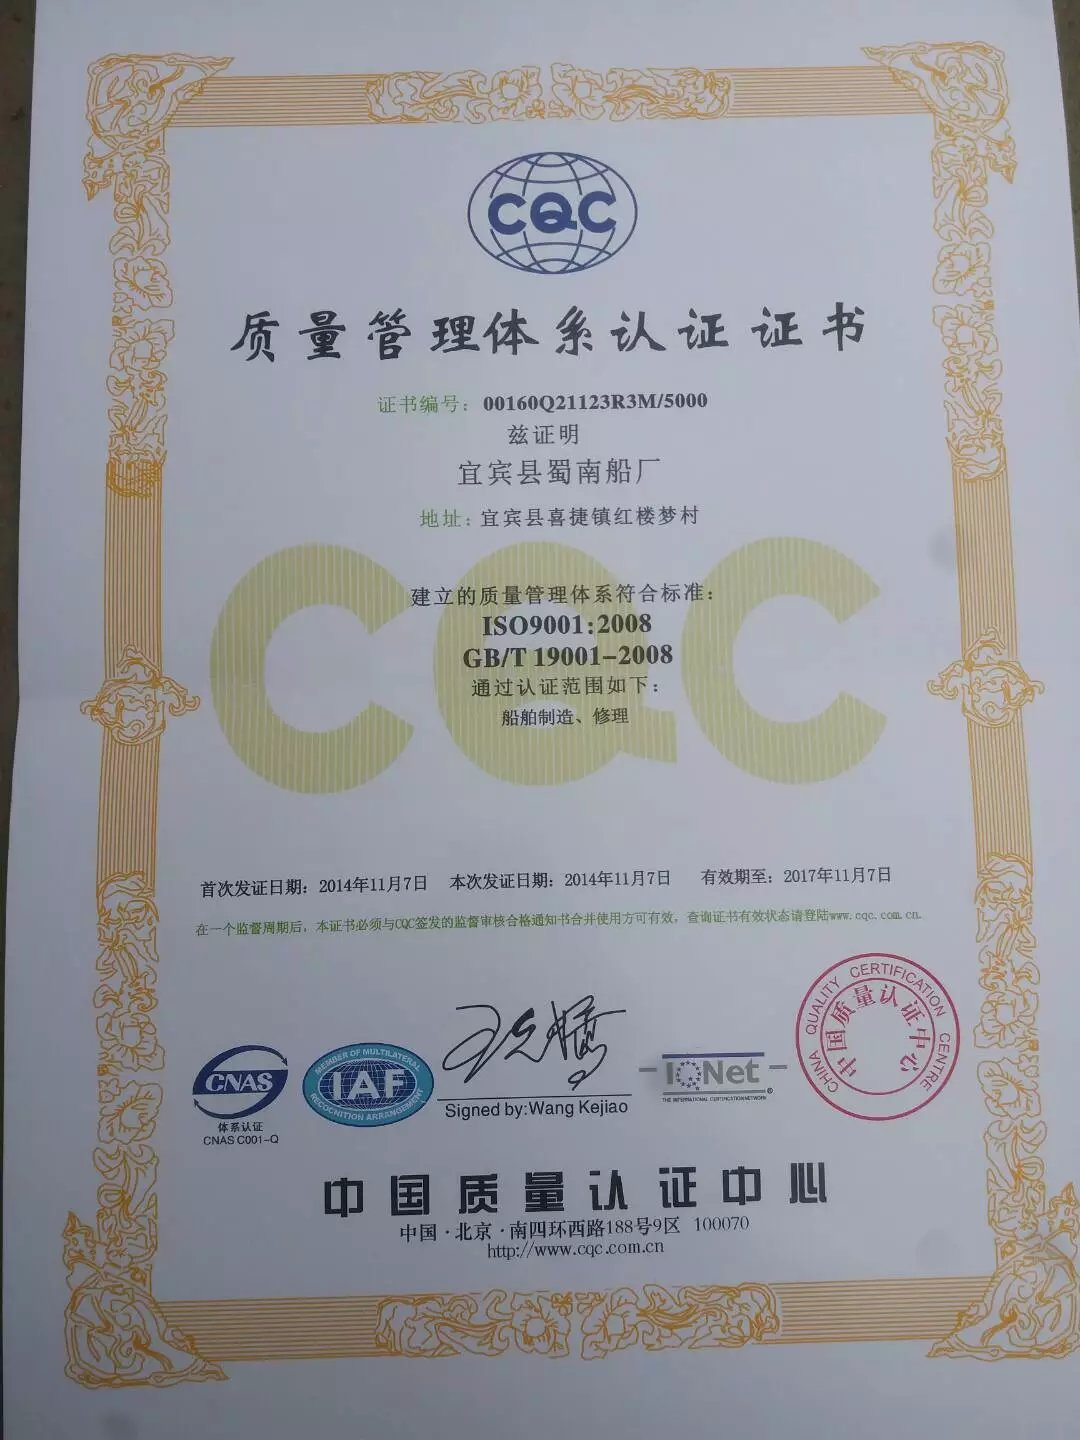 CQC
质量管理体系认证证书
证书编号：00160Q21123R3M/5000
兹证明
宜宾县蜀南船厂
地址：宜宾县喜捷镇红楼梦村
CQC
建立的质量管理体系符合标准：
ISO9001:2008
GB/T 19001-2008
通过认证范围如下：
船舶制造、修理
首次发证日期：2014年11月7日 本次发证日期：2014年11月7日 有效期至：2017年11月7日
在一个监督周期后，本证书必须与CQC签发的监督审核合格通知书合并使用方可有效，查询证书有效状态请登陆www.cqc.com.cn.
CHINA QUALITY CERTIFICATION CENTRE
中国质量认证中心
CNAS
体系认证
CNAS C001-Q
MEMBER OF MULTILATERAL
IAF
RECOGNITION ARRANGEMENT
Signed by:Wang Kejiao
IQNet
THE INTERNATIONAL CERTIFICATION NETWORK
中国质量认证中心
中国·北京·南四环西路188号9区 100070
http://www.cqc.com.cn